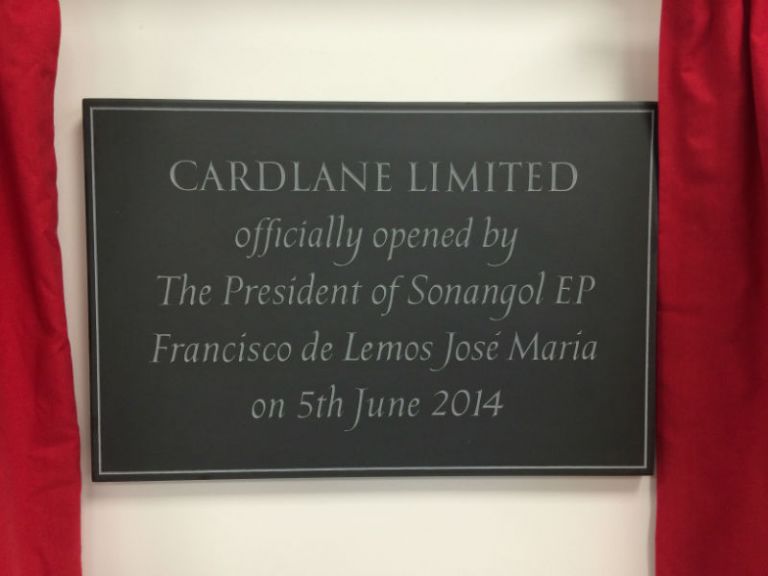 CARDLANE LIMITED
officially opened by
The President of Sonangol EP
Francisco de Lemos José Maria
on 5th June 2014